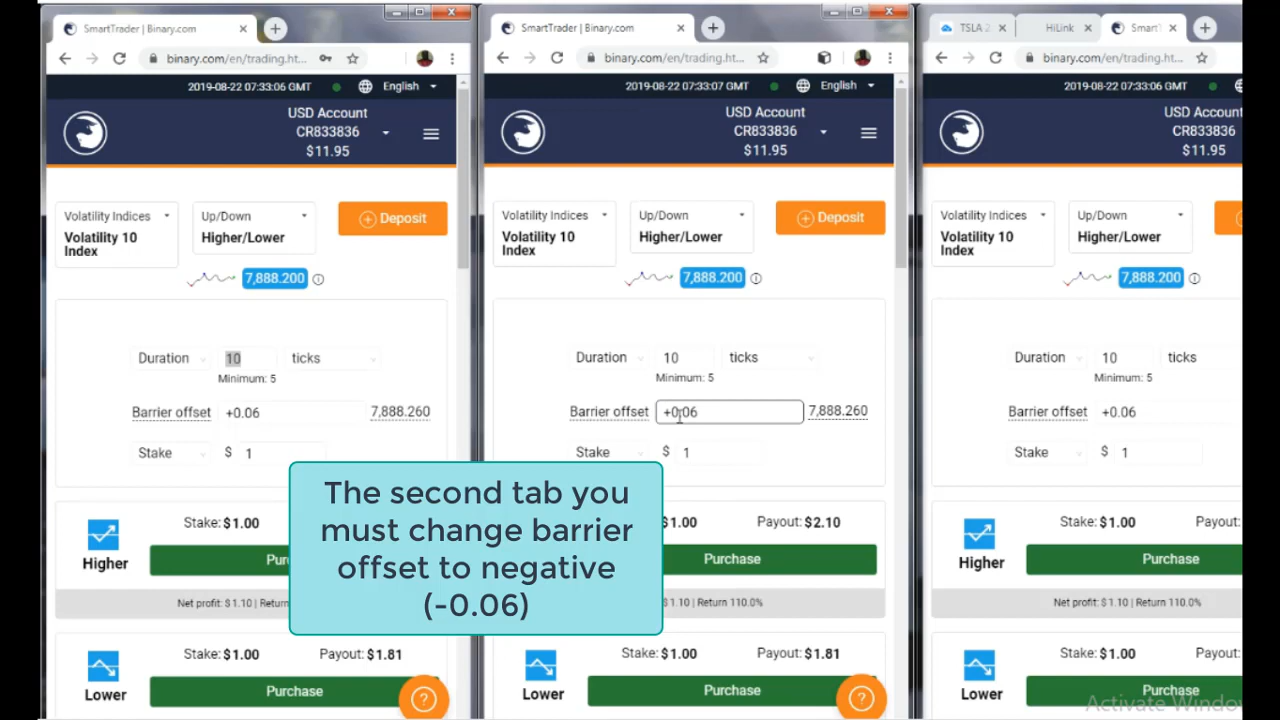 SmartTrader | Binary.com
binary.com/en/trading.ht...
2019-08-22 07:33:06 GMT
English
USD Account
CR833836
$11.95
Volatility Indices
Volatility 10
Index
Up/Down
Higher/Lower
Deposit
7,888.200
Duration 10 ticks
Minimum: 5
Barrier offset +0.06 7,888.260
Stake $ 1
Higher
Stake: $1.00
Pur
Net profit: $1.10 | Return
Lower
Stake: $1.00 Payout: $1.81
Purchase
?
SmartTrader | Binary.com
binary.com/en/trading.ht...
2019-08-22 07:33:07 GMT
English
USD Account
CR833836
$11.95
Volatility Indices
Volatility 10
Index
Up/Down
Higher/Lower
Deposit
7,888.200
Duration 10 ticks
Minimum: 5
Barrier offset +0.06 7,888.260
Stake $ 1
$1.00 Payout: $2.10
Purchase
$1.10 | Return 110.0%
Lower
Stake: $1.00 Payout: $1.81
Purchase
?
The second tab you
must change barrier
offset to negative
(-0.06)
TSLA 2
HiLink
Smart
binary.com/en/trading.ht...
2019-08-22 07:33:06 GMT
USD Account
CR833836
$11.95
Volatility Indices
Volatility 10
Index
Up/Down
Higher/Lower
7,888.200
Duration 10 ticks
Minimum: 5
Barrier offset +0.06
Stake $ 1
Higher
Stake: $1.00 Payout:
Purchase
Net profit: $1.10 | Return 110.0%
Lower
Stake: $1.00 Payout:
Purchase
Activate Window